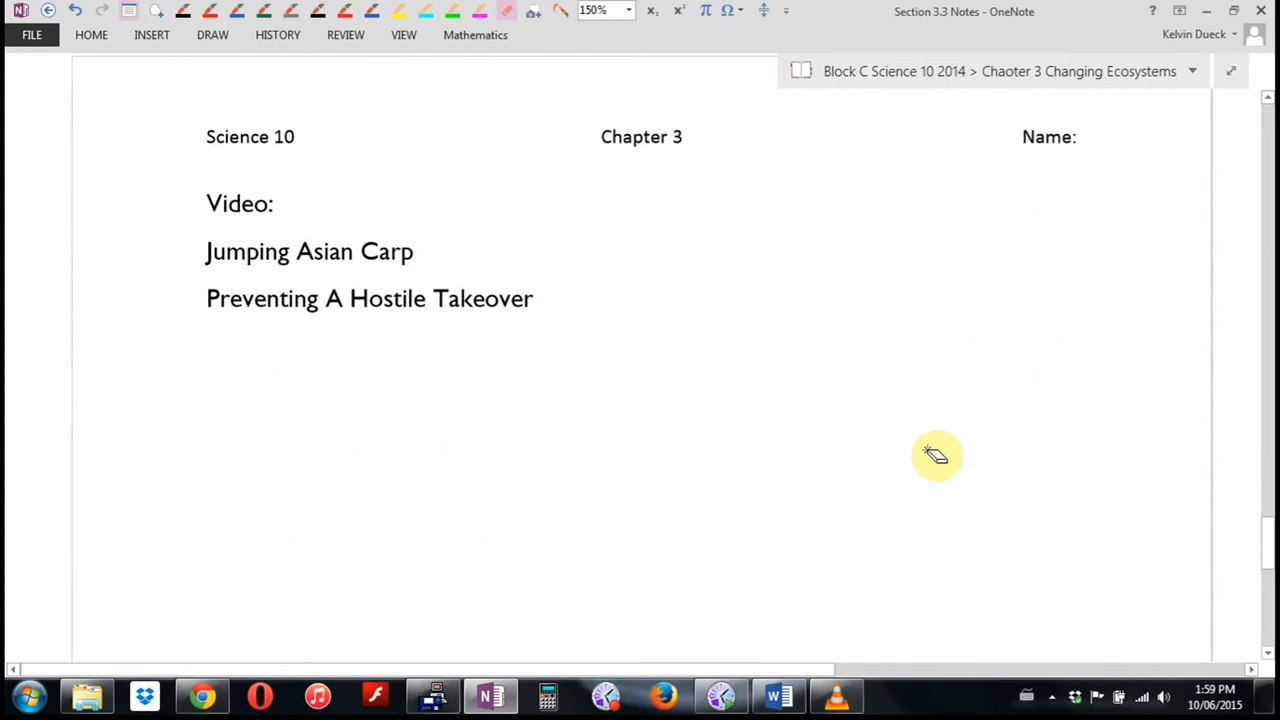 150%
x₂
x²
π
Ω
Section 3.3 Notes - OneNote
?
FILE
HOME
INSERT
DRAW
HISTORY
REVIEW
VIEW
Mathematics
Kelvin Dueck
Block C Science 10 2014 > Chaoter 3 Changing Ecosystems
Science 10
Chapter 3
Name:
Video:
Jumping Asian Carp
Preventing A Hostile Takeover
1:59 PM
10/06/2015